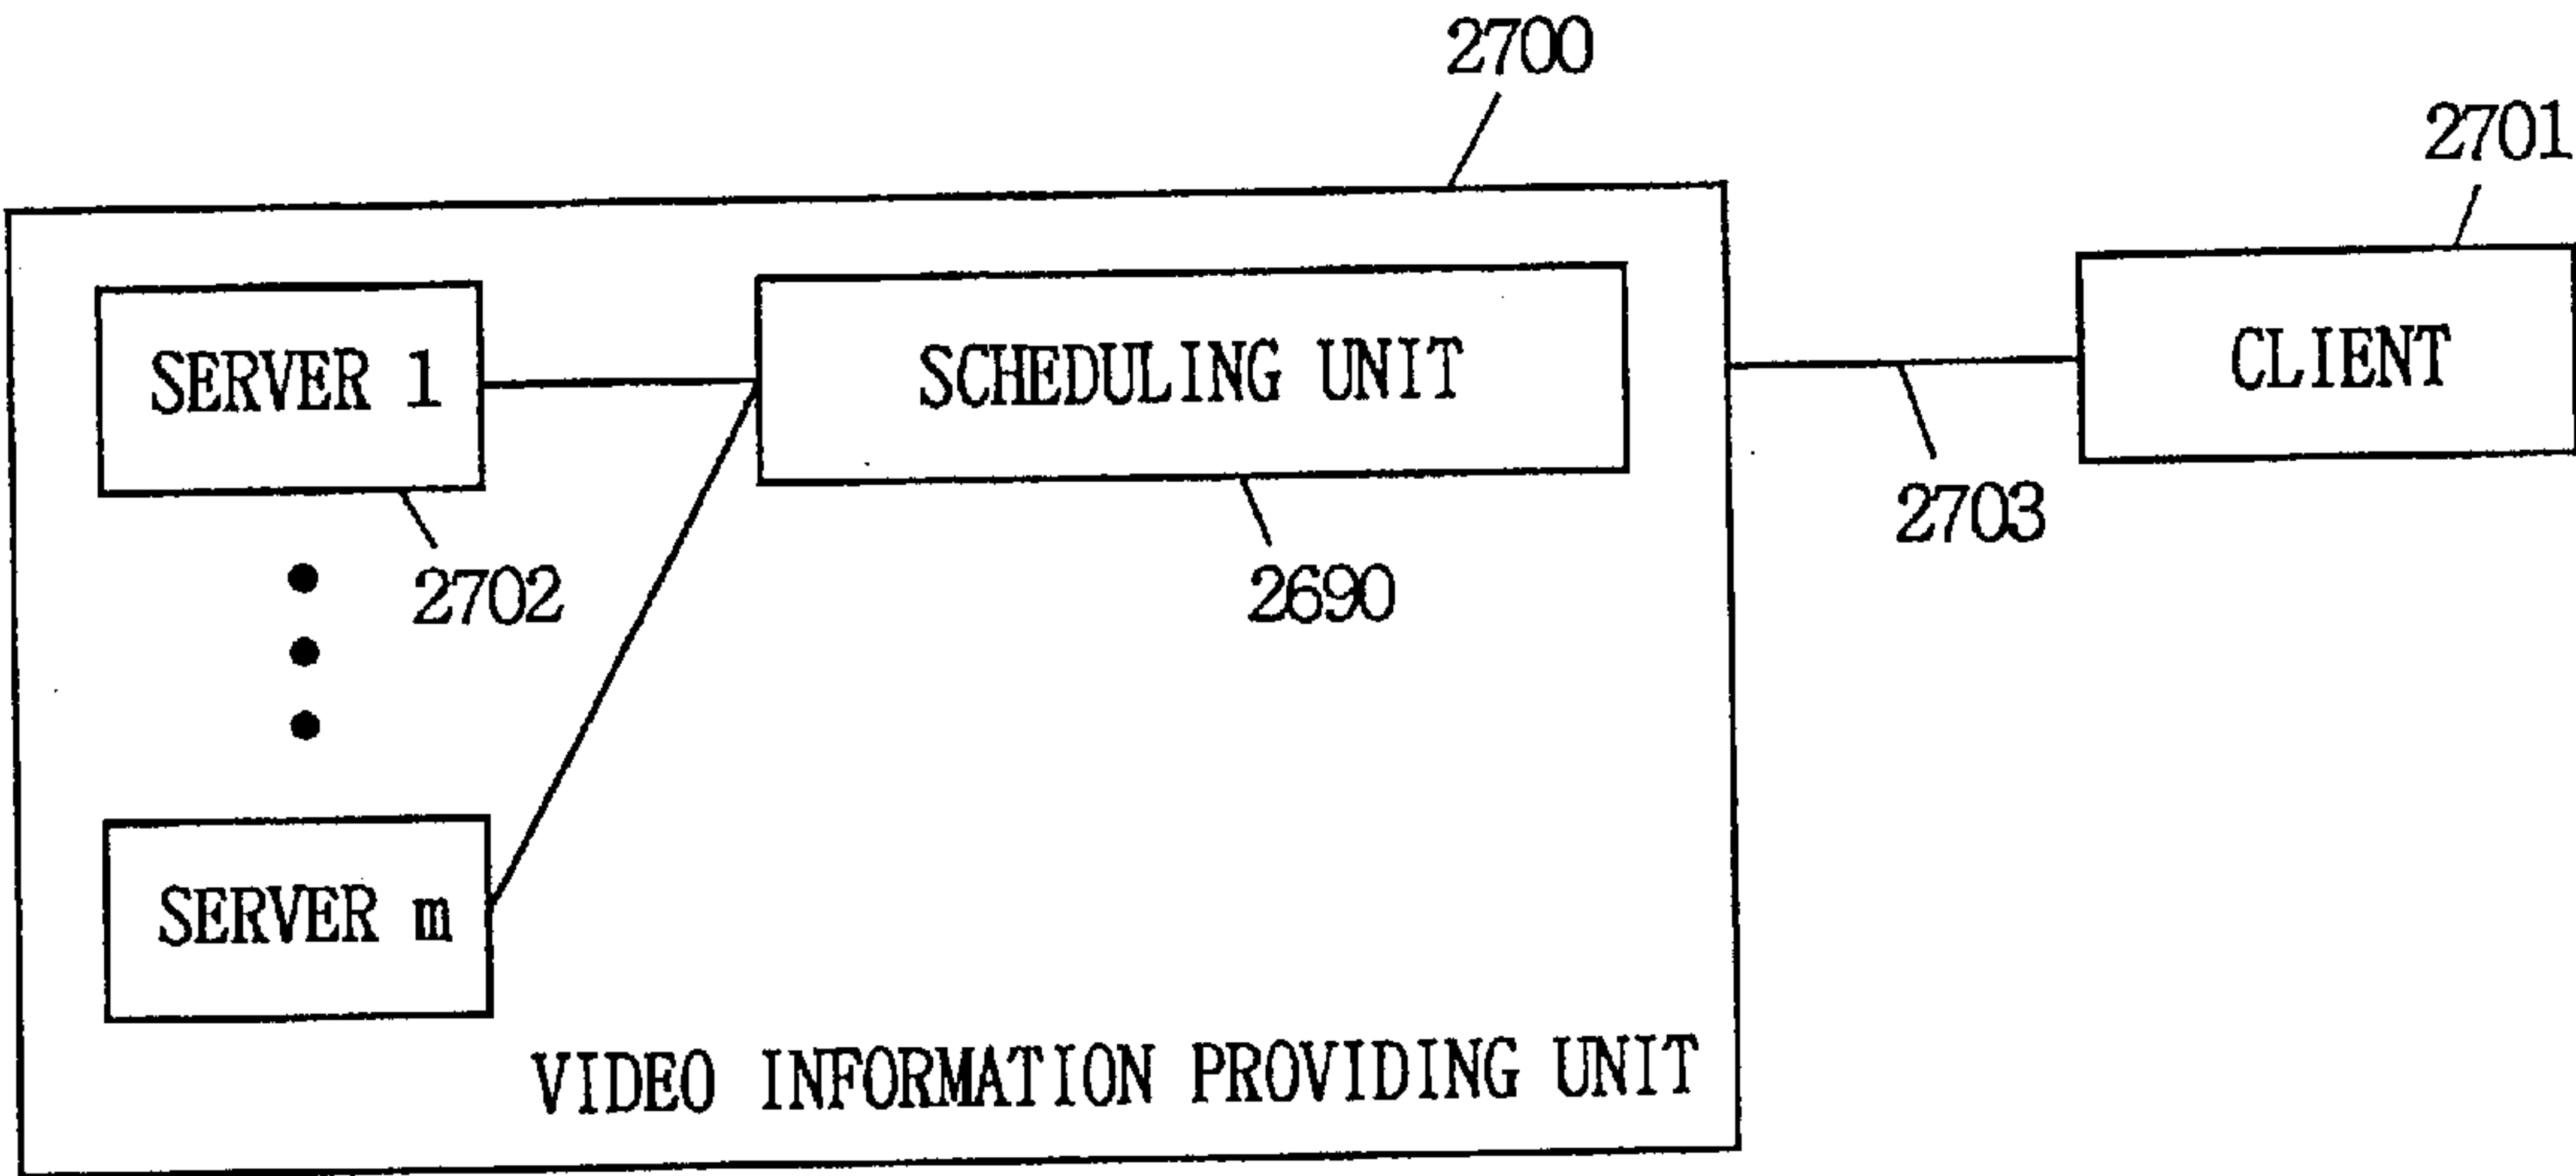 2700
2701
SERVER 1
SCHEDULING UNIT
CLIENT
2703
2702
2690
SERVER m
VIDEO INFORMATION PROVIDING UNIT